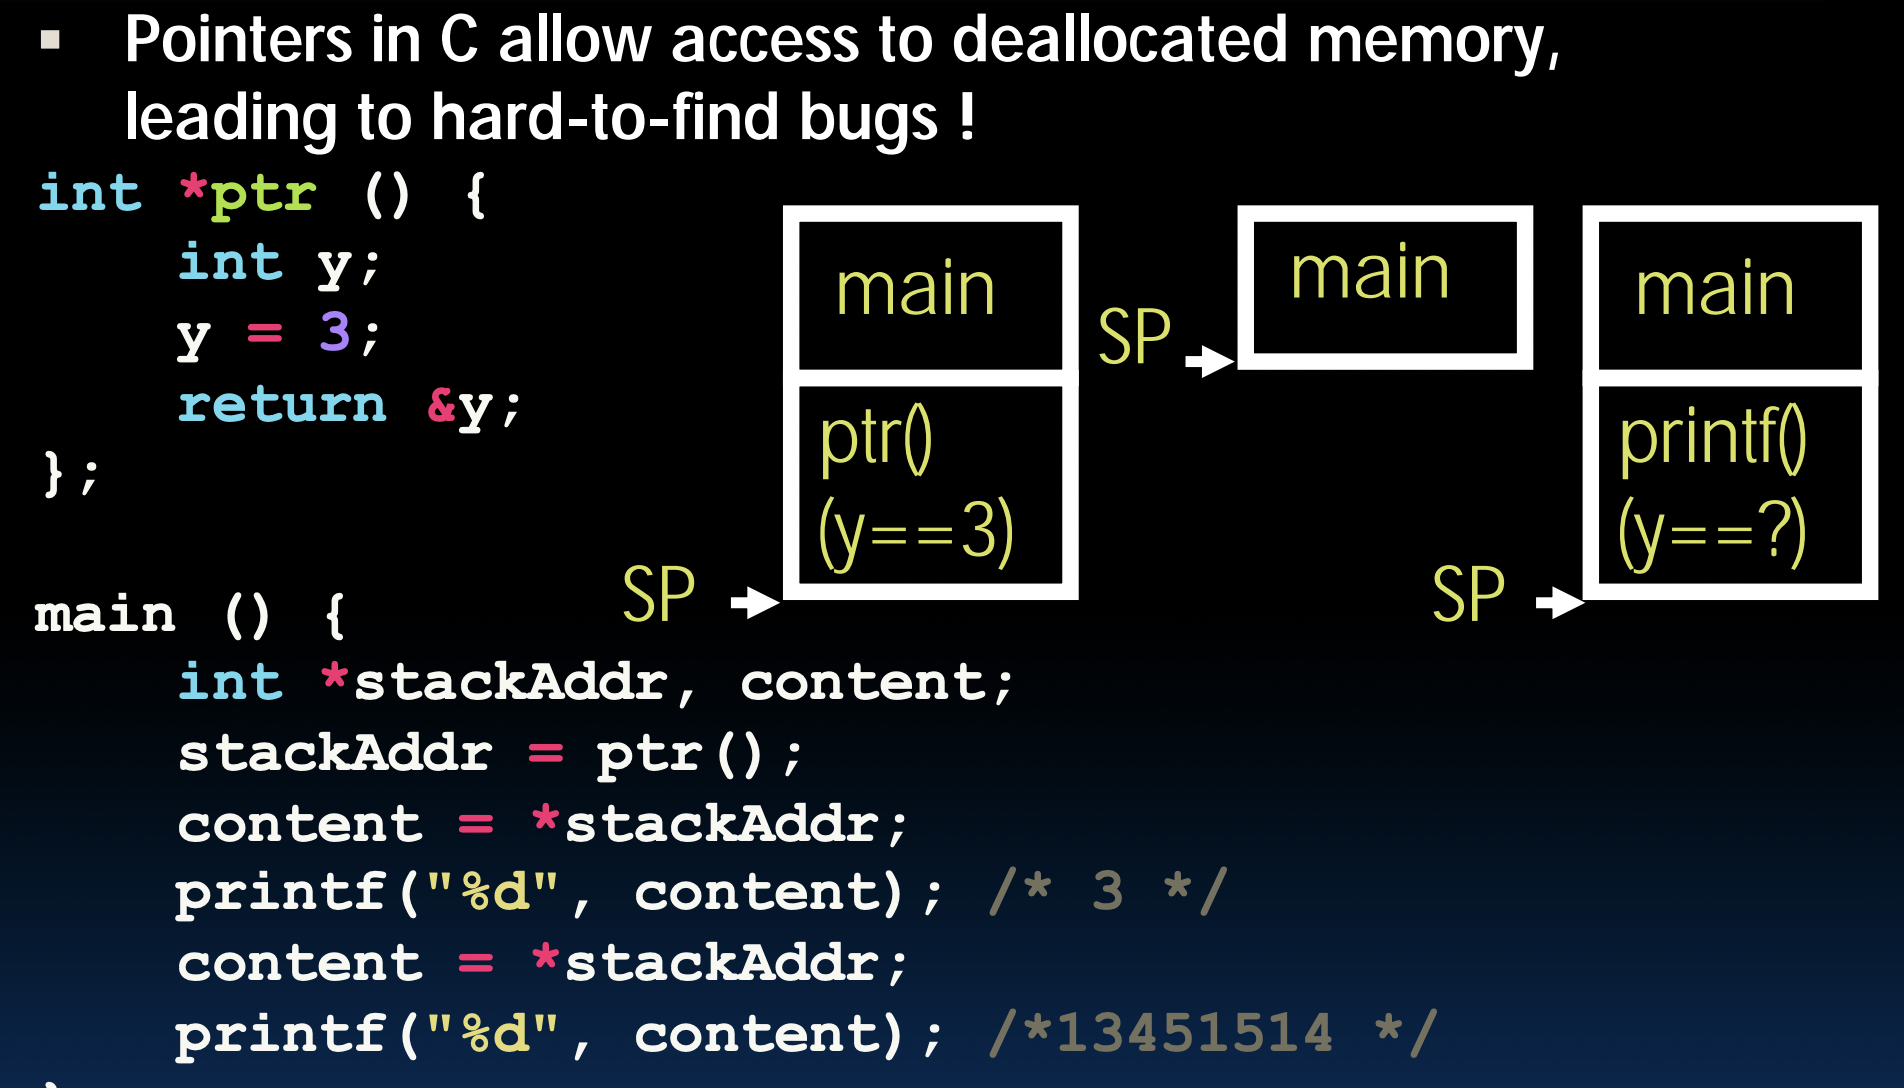 ▪ Pointers in C allow access to deallocated memory,
leading to hard-to-find bugs !
int *ptr () {
int y;
y = 3;
return &y;
};
main () {
int *stackAddr, content;
stackAddr = ptr();
content = *stackAddr;
printf("%d", content); /* 3 */
content = *stackAddr;
printf("%d", content); /*13451514 */
main
ptr()
(y==3)
SP
main
SP
main
printf()
(y==?)
SP